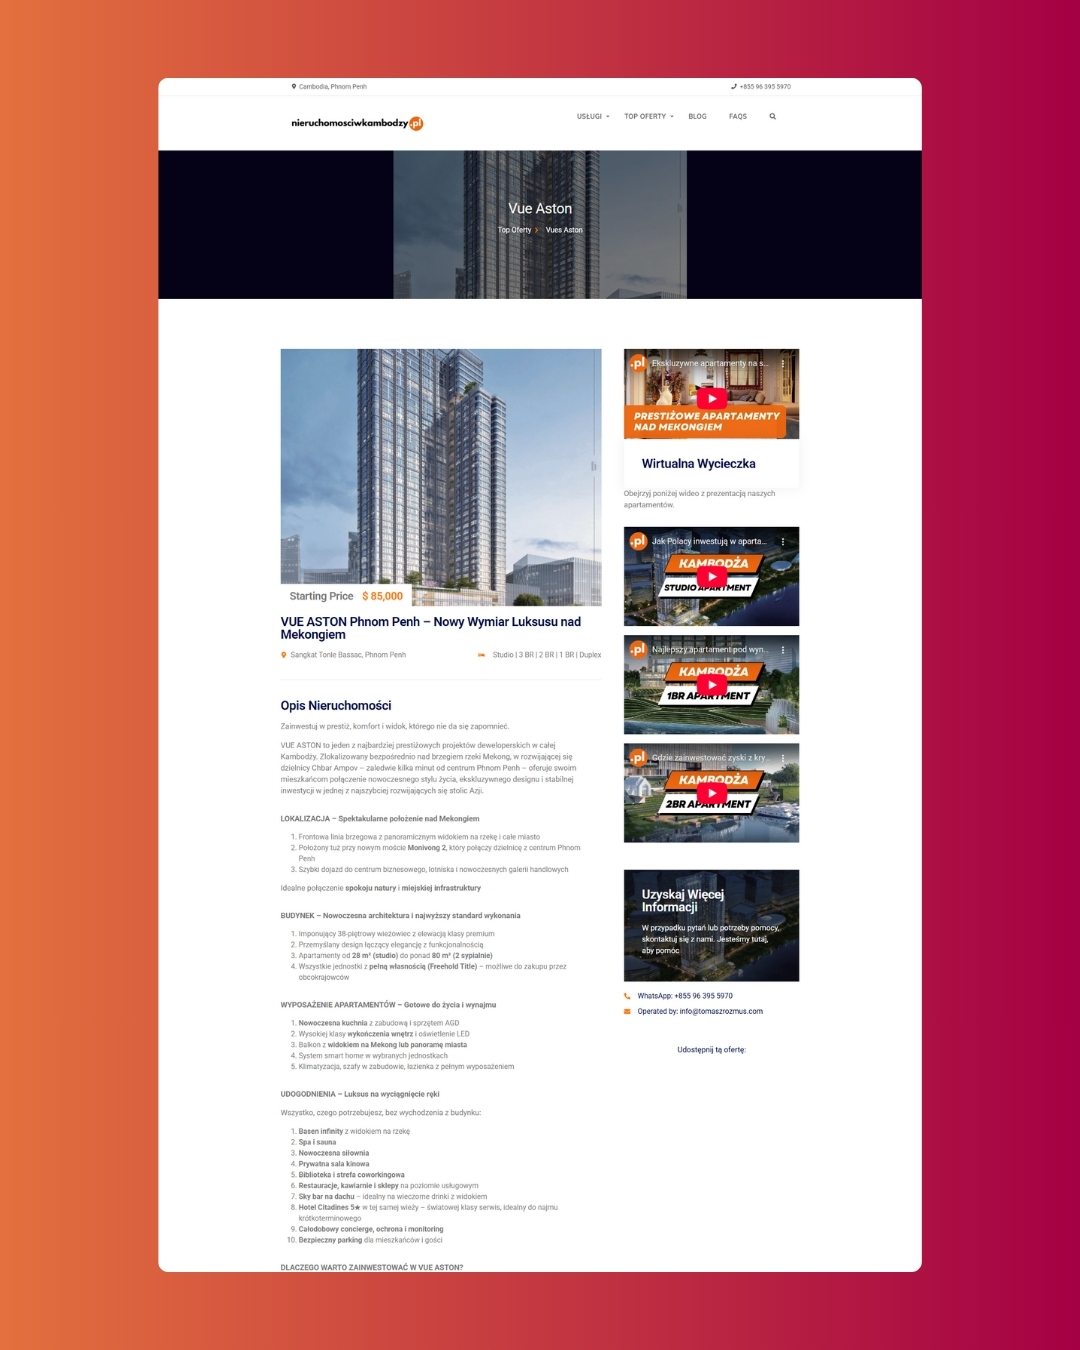 Cambodia, Phnom Penh
+855 96 395 5970
nieruchomosciwkambodzy.pl
USŁUGI TOP OFERTY BLOG FAQS
Vue Aston
Top Oferty Vues Aston
Starting Price $ 85,000
VUE ASTON Phnom Penh – Nowy Wymiar Luksusu nad
Mekongiem
Sangkat Tonle Bassac, Phnom Penh
Studio | 3 BR | 2 BR | 1 BR | Duplex
Opis Nieruchomości
Zainwestuj w prestiż, komfort i widok, którego nie da się zapomnieć.
VUE ASTON to jeden z najbardziej prestiżowych projektów deweloperskich w całej
Kambodży. Zlokalizowany bezpośrednio nad brzegiem rzeki Mekong, w rozwijającej się
dzielnicy Chbar Ampov – zaledwie kilka minut od centrum Phnom Penh – oferuje swoim
mieszkańcom połączenie nowoczesnego stylu życia, ekskluzywnego designu i stabilnej
inwestycji w jednej z najszybciej rozwijających się stolic Azji.
LOKALIZACJA – Spektakularne położenie nad Mekongiem
1. Frontowa linia brzegowa z panoramicznym widokiem na rzekę i całe miasto
2. Położony tuż przy nowym moście Monivong 2, który połączy dzielnicę z centrum Phnom
Penh
3. Szybki dojazd do centrum biznesowego, lotniska i nowoczesnych galerii handlowych
Idealne połączenie spokoju natury i miejskiej infrastruktury
BUDYNEK – Nowoczesna architektura i najwyższy standard wykonania
1. Imponujący 38-piętrowy wieżowiec z elewacją klasy premium
2. Przemyślany design łączący elegancję z funkcjonalnością
3. Apartamenty od 28 m² (studio) do ponad 80 m² (2 sypialnie)
4. Wszystkie jednostki z pełną własnością (Freehold Title) – możliwe do zakupu przez
obcokrajowców
WYPOSAŻENIE APARTAMENTÓW – Gotowe do życia i wynajmu
1. Nowoczesna kuchnia z zabudową i sprzętem AGD
2. Wysokiej klasy wykończenia wnętrz i oświetlenie LED
3. Balkon z widokiem na Mekong lub panoramę miasta
4. System smart home w wybranych jednostkach
5. Klimatyzacja, szafy w zabudowie, łazienka z pełnym wyposażeniem
UDOGODNIENIA – Luksus na wyciągnięcie ręki
Wszystko, czego potrzebujesz, bez wychodzenia z budynku:
1. Basen infinity z widokiem na rzekę
2. Spa i sauna
3. Nowoczesna siłownia
4. Prywatna sala kinowa
5. Biblioteka i strefa coworkingowa
6. Restauracje, kawiarnie i sklepy na poziomie usługowym
7. Sky bar na dachu – idealny na wieczorne drinki z widokiem
8. Hotel Citadines 5★ w tej samej wieży – światowej klasy serwis, idealny do najmu
krótkoterminowego
9. Całodobowy concierge, ochrona i monitoring
10. Bezpieczny parking dla mieszkańców i gości
DLACZEGO WARTO ZAINWESTOWAĆ W VUE ASTON?
.pl Ekskluzywne apartamenty na s...
PRESTIŻOWE APARTAMENTY
NAD MEKONGIEM
Wirtualna Wycieczka
Obejrzyj poniżej wideo z prezentacją naszych
apartamentów.
.pl Jak Polacy inwestują w aparta...
KAMBODŻA
STUDIO APARTMENT
.pl Najlepszy apartament pod wyn...
KAMBODŻA
1BR APARTMENT
.pl Gdzie zainwestować zyski z kry...
KAMBODŻA
2BR APARTMENT
Uzyskaj Więcej
Informacji
W przypadku pytań lub potrzeby pomocy,
skontaktuj się z nami. Jesteśmy tutaj,
aby pomóc
WhatsApp: +855 96 395 5970
Operated by: info@tomaszrozmus.com
Udostępnij tą ofertę: